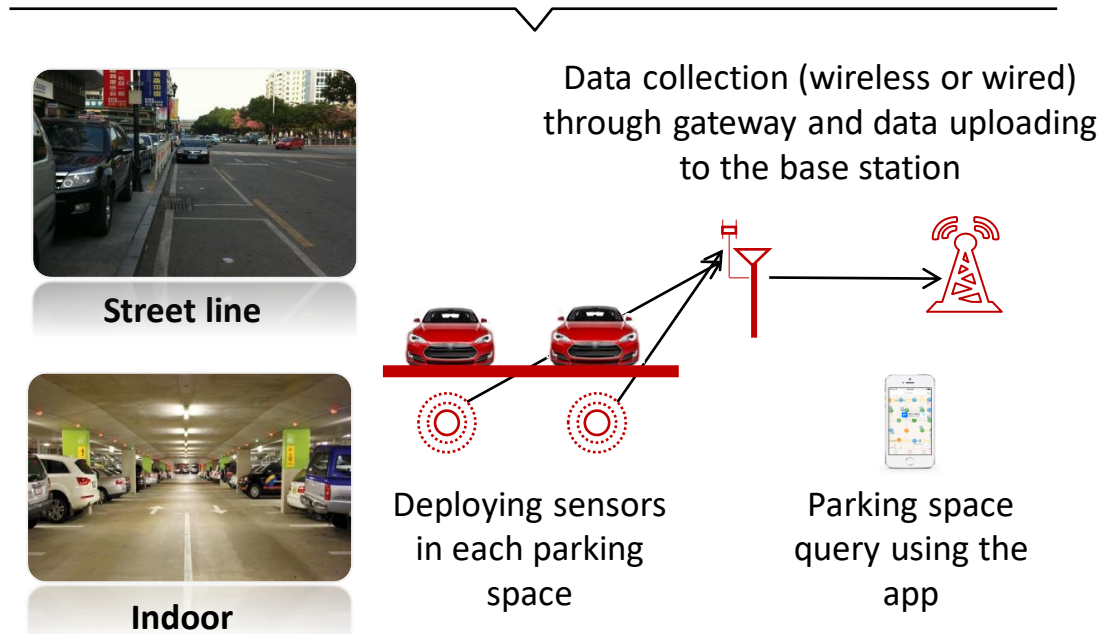 Data collection (wireless or wired)
through gateway and data uploading
to the base station
Street line
Indoor
Deploying sensors
in each parking
space
Parking space
query using the
app